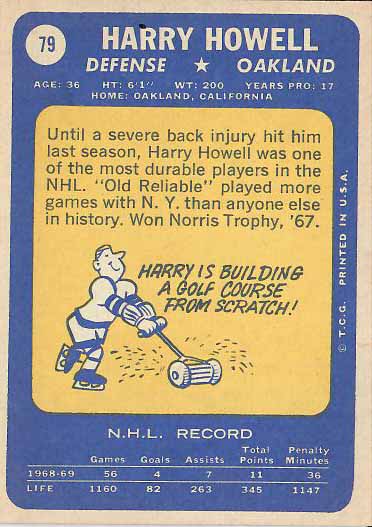 79
HARRY HOWELL
DEFENSE ★ OAKLAND
AGE: 36 HT: 6'1" WT: 200 YEARS PRO: 17
HOME: OAKLAND, CALIFORNIA
Until a severe back injury hit him
last season, Harry Howell was one
of the most durable players in the
NHL. "Old Reliable" played more
games with N. Y. than anyone else
in history. Won Norris Trophy, '67.
HARRY IS BUILDING
A GOLF COURSE
FROM SCRATCH!
© T.C.G. PRINTED IN U.S.A.
N.H.L. RECORD
Games Goals Assists Total Points Penalty Minutes
1968-69 56 4 7 11 36
LIFE 1160 82 263 345 1147